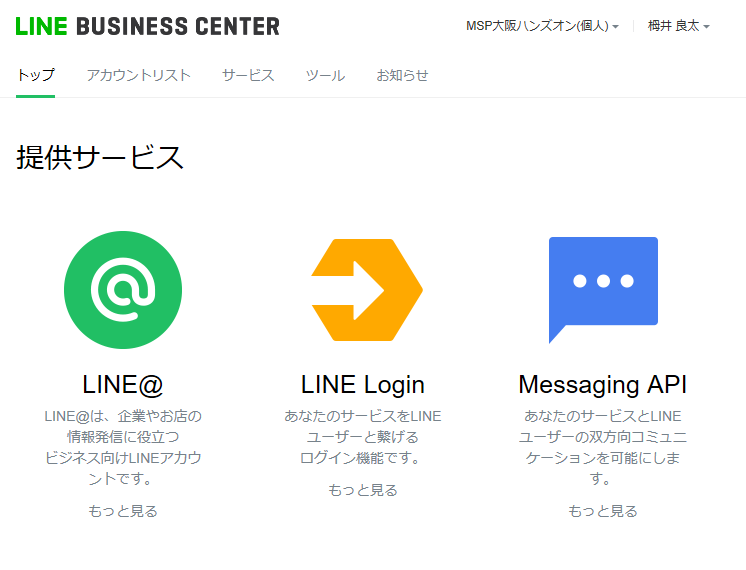 LINE BUSINESS CENTER
MSP大阪ハンズオン(個人)
栂井 良太
トップ
アカウントリスト
サービス
ツール
お知らせ
提供サービス
LINE@
LINE@は、企業やお店の
情報発信に役立つ
ビジネス向けLINEアカウ
ントです。
もっと見る
LINE Login
あなたのサービスをLINE
ユーザーと繋げる
ログイン機能です。
もっと見る
Messaging API
あなたのサービスとLINE
ユーザーの双方向コミュニ
ケーションを可能にしま
す。
もっと見る